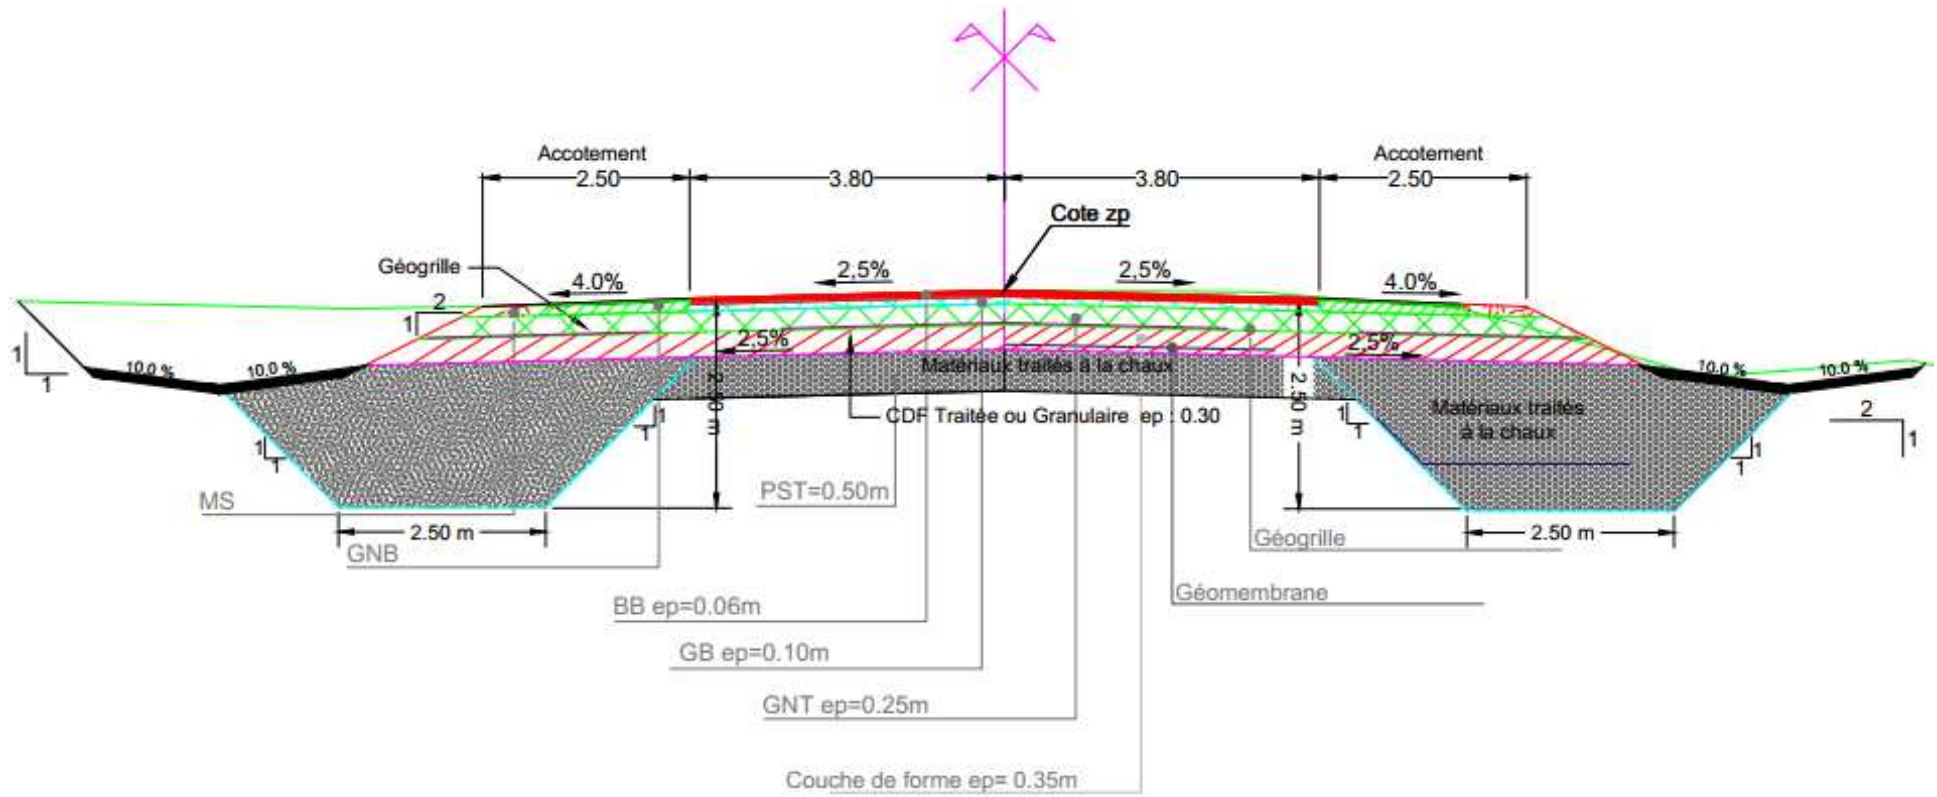 Accotement
Accotement
2.50
3.80
3.80
2.50
Cote zp
Géogrille
4.0%
2,5%
2,5%
4.0%
2
1
2,5%
2,5%
1
1
10.0 %
10.0 %
Matériaux traités à la chaux
10.0 %
10.0 %
2.50 m
2.50 m
CDF Traitée ou Granulaire ep : 0.30
Matériaux traités
à la chaux
2
1
1
1
1
1
1
1
1
1
MS
PST=0.50m
2.50 m
2.50 m
GNB
Géogrille
BB ep=0.06m
Géomembrane
GB ep=0.10m
GNT ep=0.25m
Couche de forme ep= 0.35m